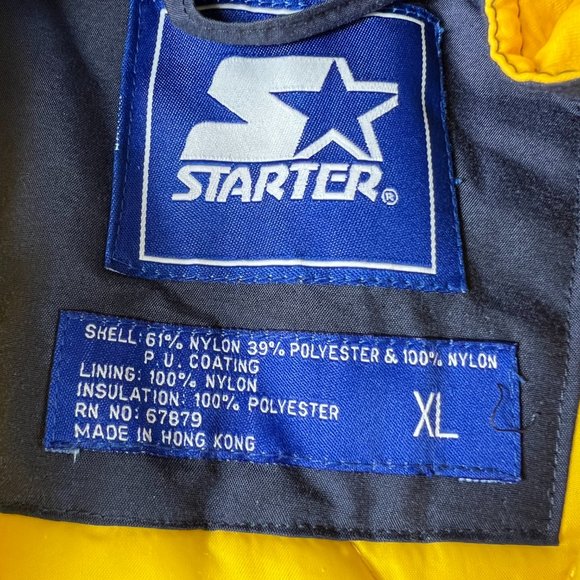 STARTER®
SHELL: 61% NYLON 39% POLYESTER & 100% NYLON
P.U. COATING
LINING: 100% NYLON
INSULATION: 100% POLYESTER
RN NO: 67879
MADE IN HONG KONG
XL